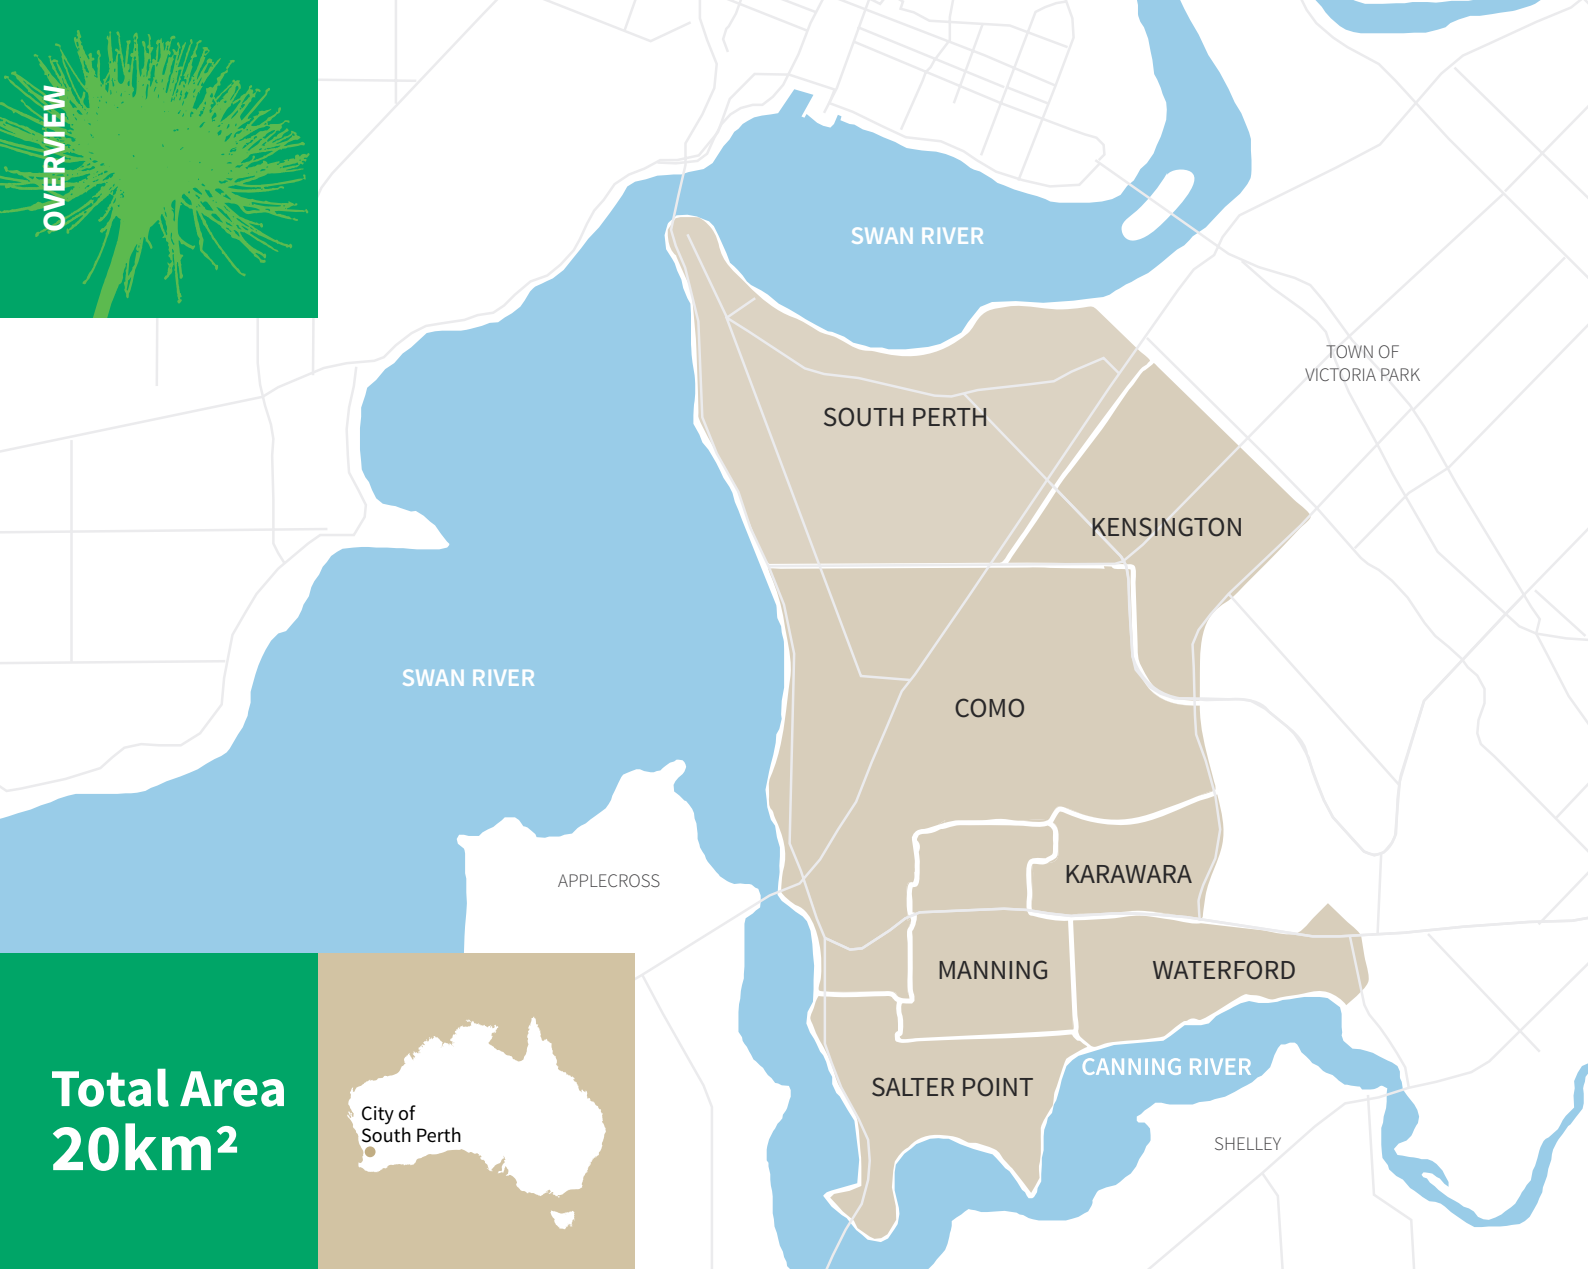 OVERVIEW
SWAN RIVER
TOWN OF
VICTORIA PARK
SOUTH PERTH
KENSINGTON
SWAN RIVER
COMO
APPLECROSS
KARAWARA
MANNING
WATERFORD
CANNING RIVER
SALTER POINT
SHELLEY
Total Area
20km²
City of
South Perth